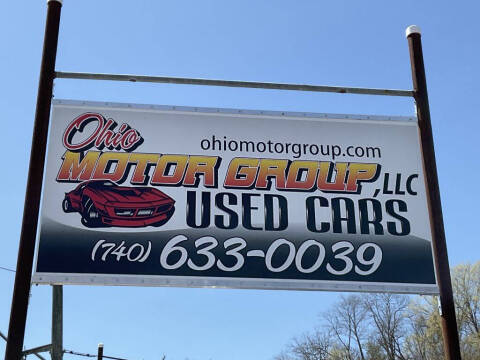 Ohio
ohiomotorgroup.com
MOTOR GROUP, LLC
USED CARS
(740) 633-0039